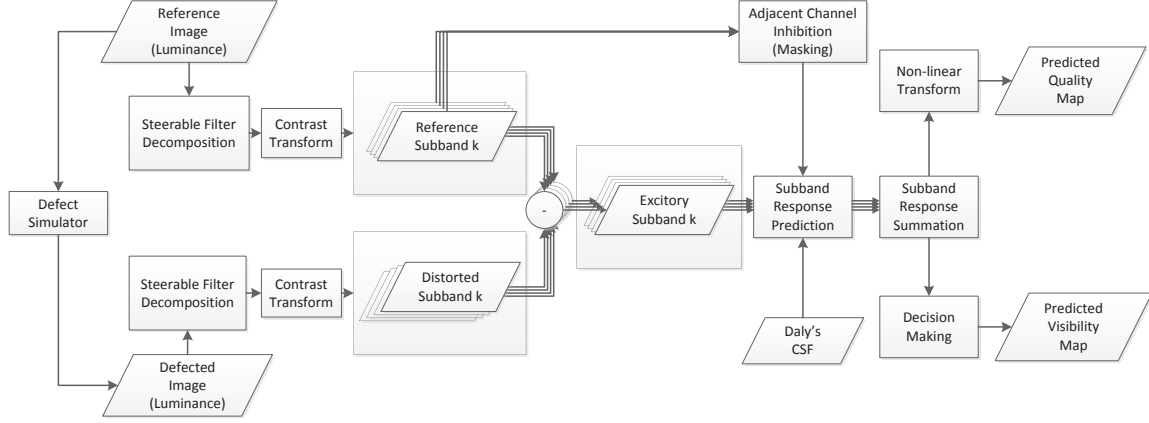 Reference
Image
(Luminance)
Steerable Filter
Decomposition
Contrast
Transform
Reference
Subband k
Adjacent Channel
Inhibition
(Masking)
Non-linear
Transform
Predicted
Quality
Map
Defect
Simulator
-
Excitory
Subband k
Subband
Response
Prediction
Subband
Response
Summation
Steerable Filter
Decomposition
Contrast
Transform
Distorted
Subband k
Daly's
CSF
Decision
Making
Predicted
Visibility
Map
Defected
Image
(Luminance)